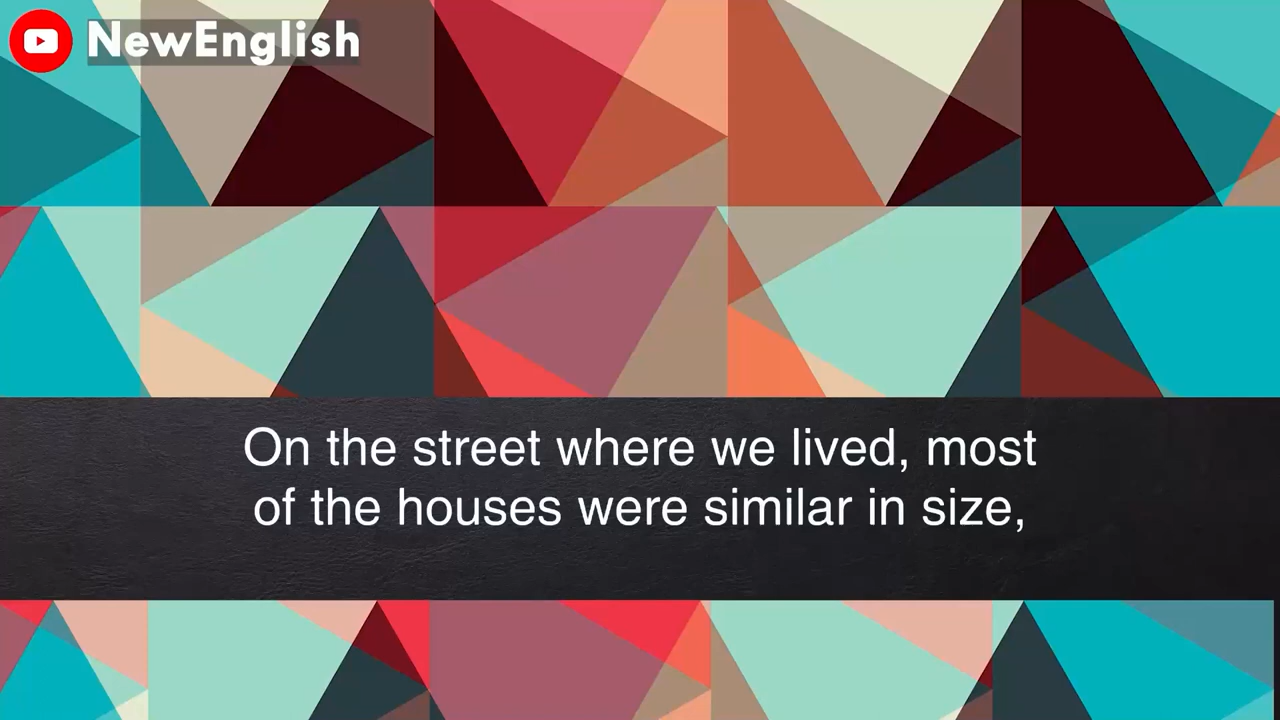 NewEnglish
On the street where we lived, most
of the houses were similar in size,